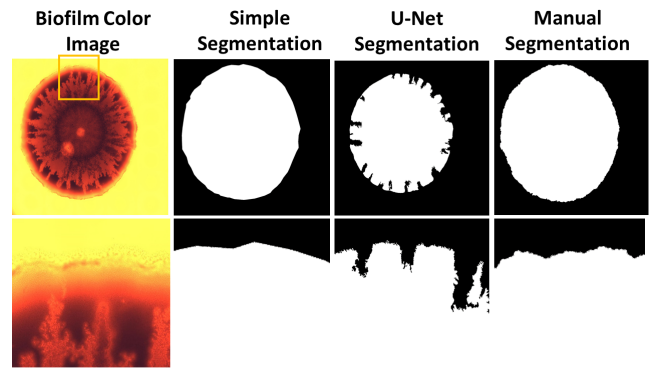 Biofilm Color
Image
Simple
Segmentation
U-Net
Segmentation
Manual
Segmentation